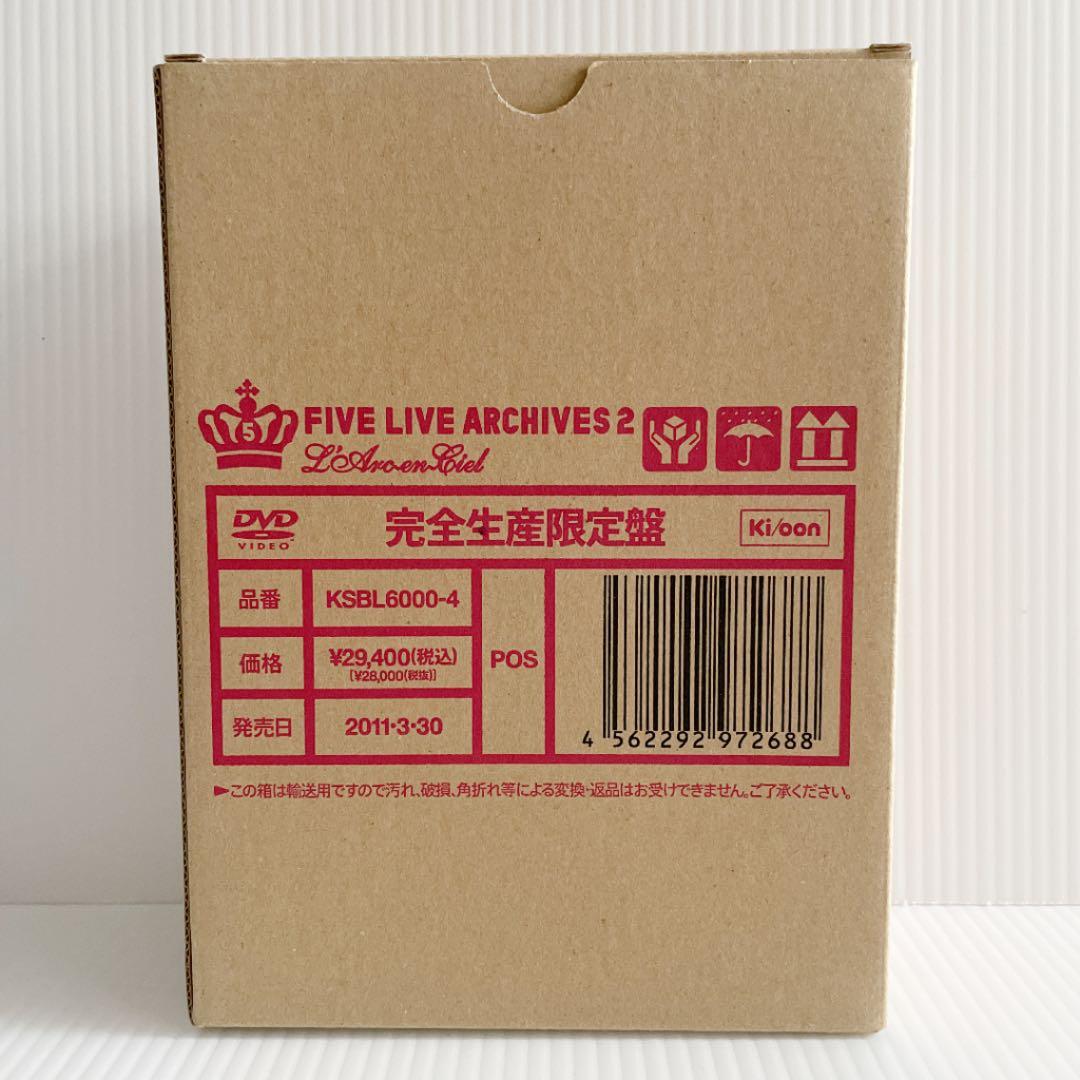 5
FIVE LIVE ARCHIVES 2
L'Arc-en-Ciel
DVD
VIDEO
完全生産限定盤
Ki/oon
品番
KSBL6000-4
価格
¥29,400(税込)
[¥28,000(税抜)]
発売日
2011・3・30
POS
4 562292 972688
►この箱は輸送用ですので汚れ、破損、角折れ等による変換・返品はお受けできません。ご了承ください。